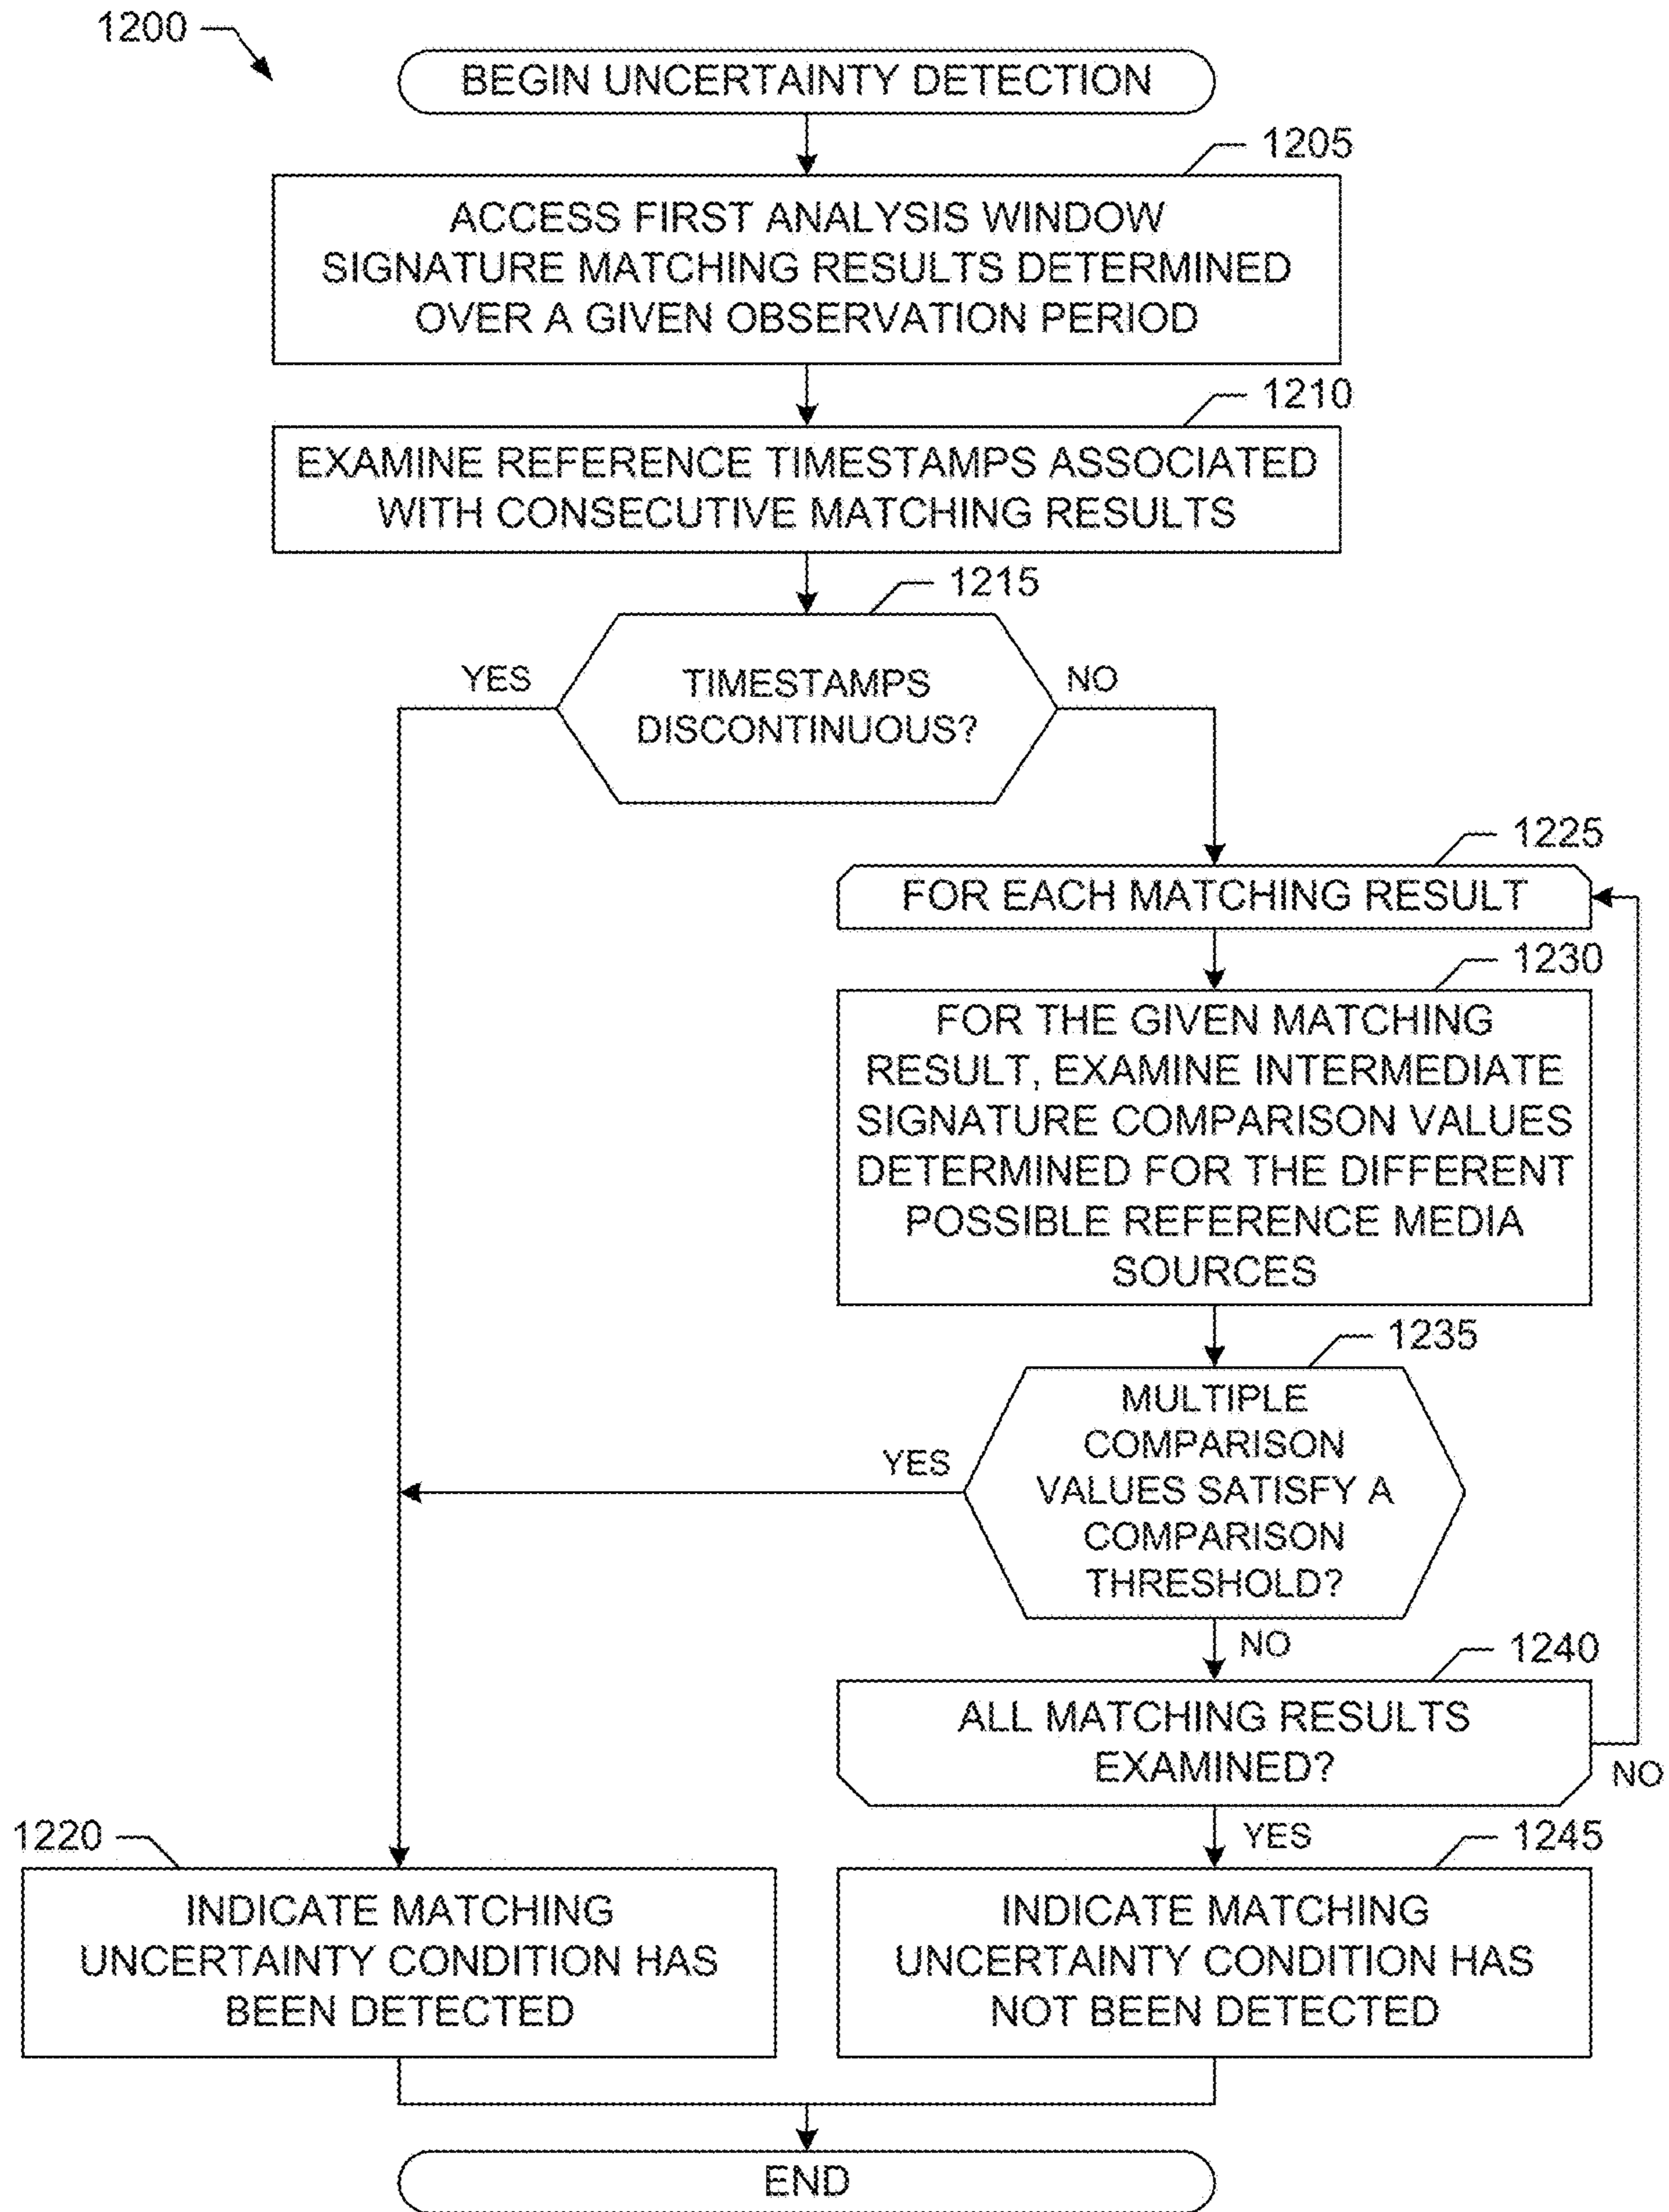 1200
BEGIN UNCERTAINTY DETECTION
1205
ACCESS FIRST ANALYSIS WINDOW
SIGNATURE MATCHING RESULTS DETERMINED
OVER A GIVEN OBSERVATION PERIOD
1210
EXAMINE REFERENCE TIMESTAMPS ASSOCIATED
WITH CONSECUTIVE MATCHING RESULTS
1215
YES
TIMESTAMPS
DISCONTINUOUS?
NO
1225
FOR EACH MATCHING RESULT
1230
FOR THE GIVEN MATCHING
RESULT, EXAMINE INTERMEDIATE
SIGNATURE COMPARISON VALUES
DETERMINED FOR THE DIFFERENT
POSSIBLE REFERENCE MEDIA
SOURCES
1235
YES
MULTIPLE
COMPARISON
VALUES SATISFY A
COMPARISON
THRESHOLD?
NO
1240
ALL MATCHING RESULTS
EXAMINED?
NO
YES
1220
INDICATE MATCHING
UNCERTAINTY CONDITION HAS
BEEN DETECTED
1245
INDICATE MATCHING
UNCERTAINTY CONDITION HAS
NOT BEEN DETECTED
END